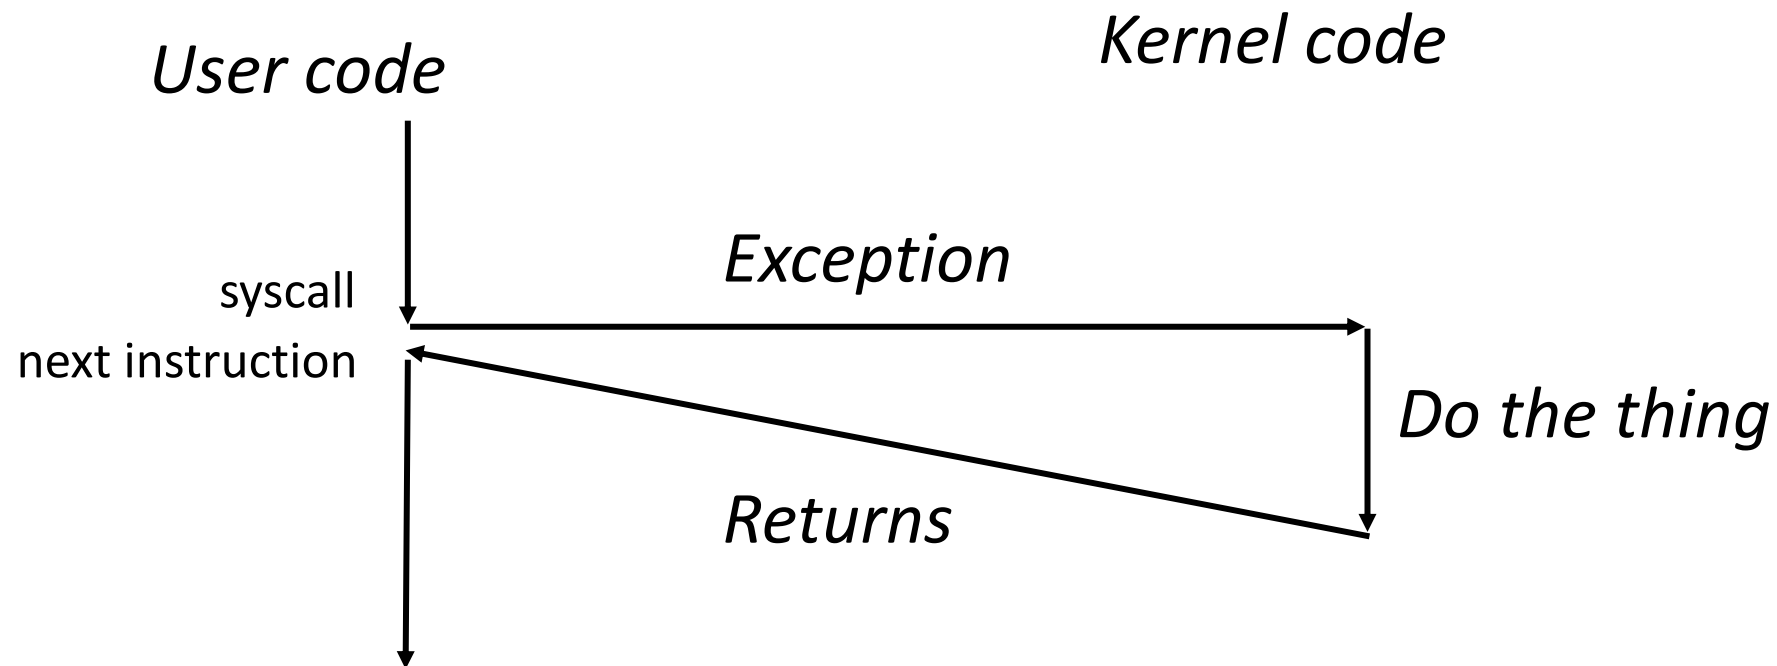 User code
Kernel code
Exception
syscall
next instruction
Do the thing
Returns